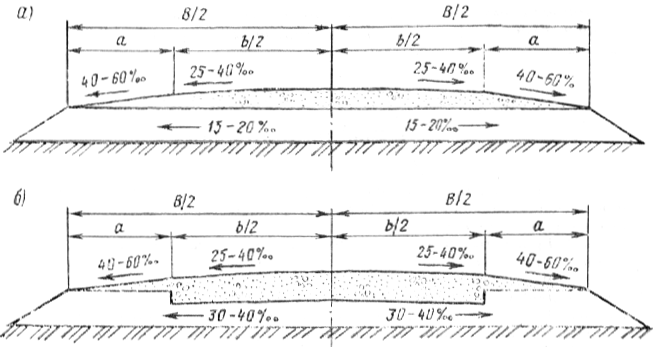 а)
B/2 B/2
a b/2 b/2 a
40-60‰ 25-40‰ 25-40‰ 40-60‰
15-20‰ 15-20‰
б)
B/2 B/2
a b/2 b/2 a
40-60‰ 25-40‰ 25-40‰ 40-60‰
30-40‰ 30-40‰